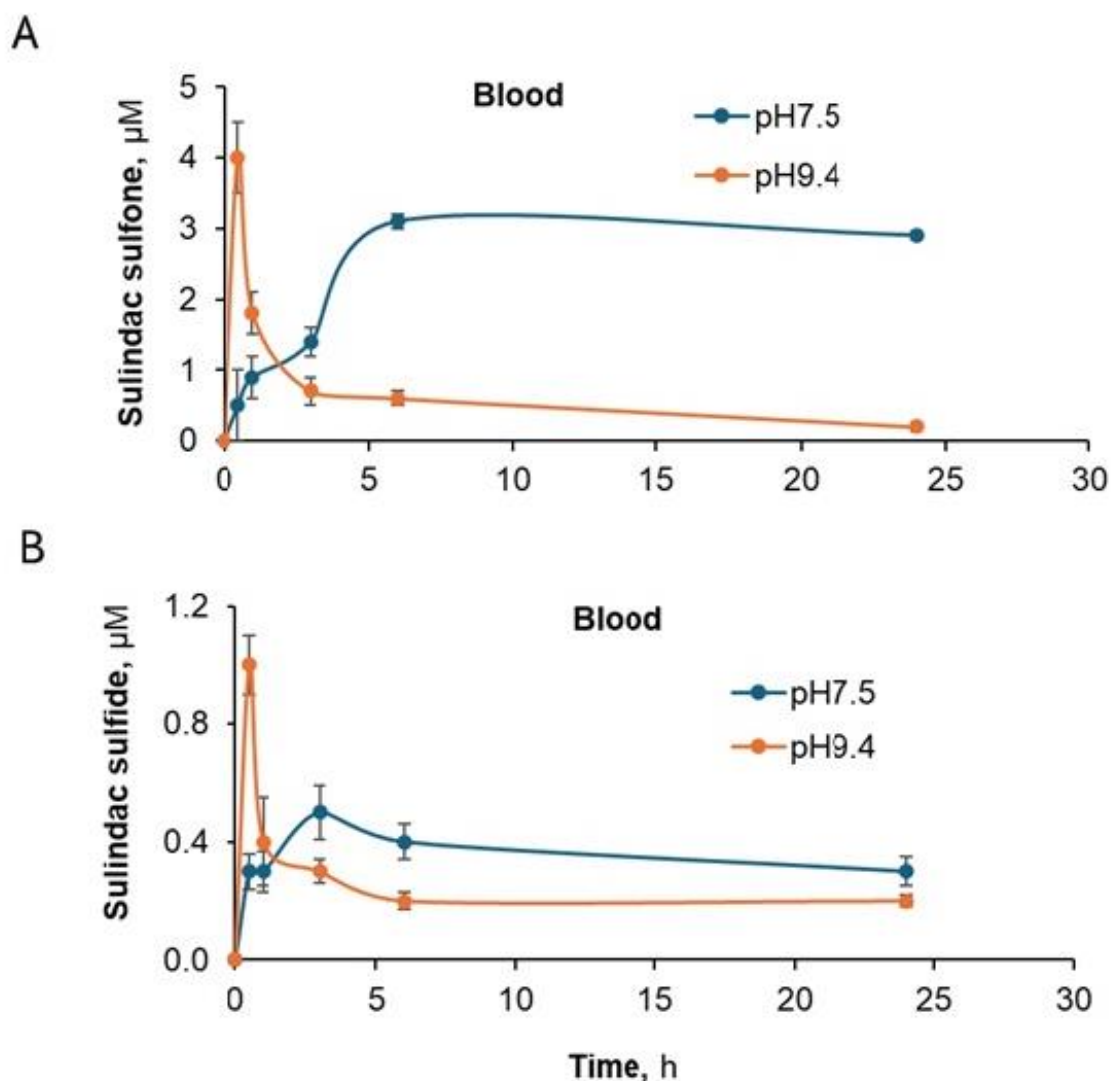 A
Blood
pH7.5
pH9.4
Sulindac sulfone, µM
5
4
3
2
1
0
0 5 10 15 20 25 30
B
Blood
pH7.5
pH9.4
Sulindac sulfide, µM
1.2
0.8
0.4
0.0
0 5 10 15 20 25 30
Time, h